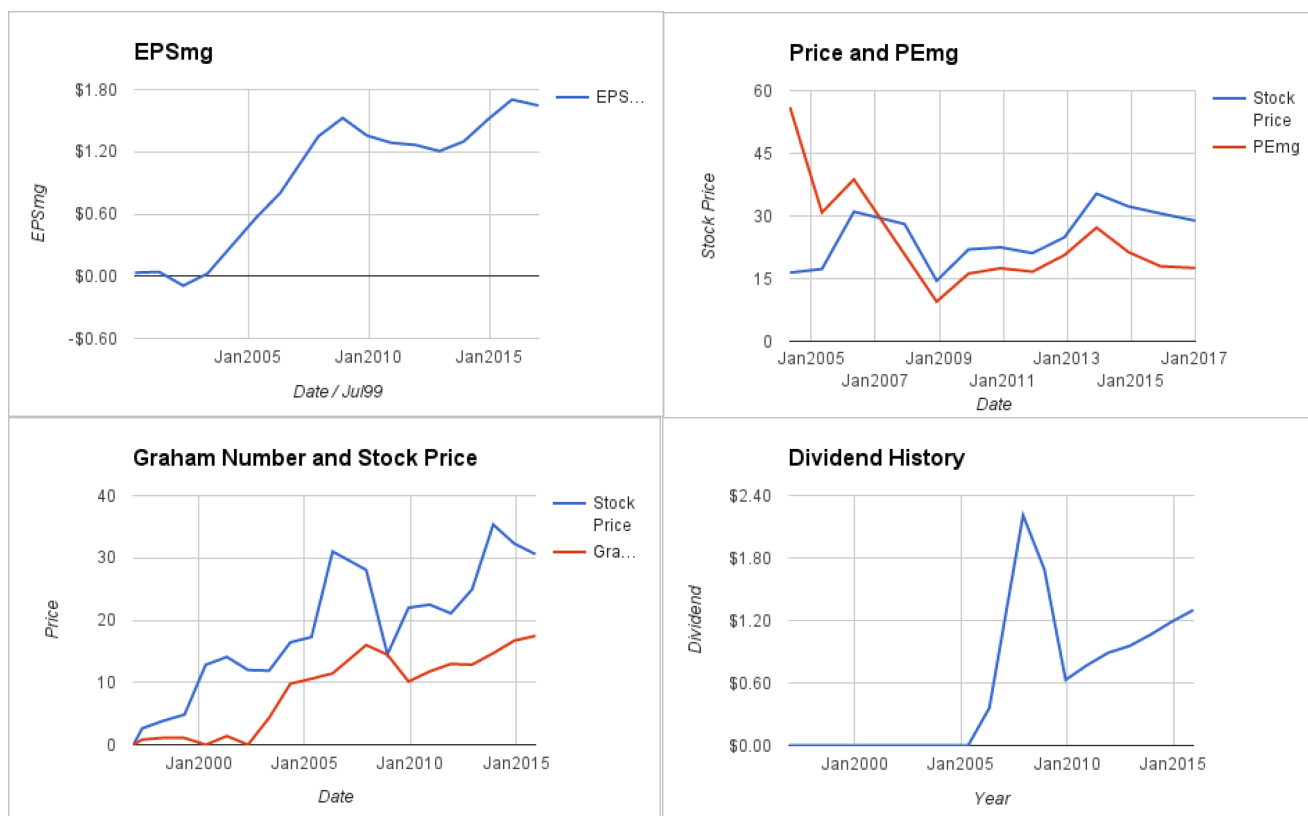 EPSmg
$1.80
$1.20
$0.60
$0.00
-$0.60
EPSmg
Jan2005
Jan2010
Jan2015
Date / Jul99
EPS...
Price and PEmg
60
45
30
15
0
Stock Price
Jan2005
Jan2009
Jan2013
Jan2017
Jan2007
Jan2011
Jan2015
Date
Stock
Price
PEmg
Graham Number and Stock Price
40
30
20
10
0
Price
Jan2000
Jan2005
Jan2010
Jan2015
Date
Stock
Price
Gra...
Dividend History
$2.40
$1.80
$1.20
$0.60
$0.00
Dividend
Jan2000
Jan2005
Jan2010
Jan2015
Year